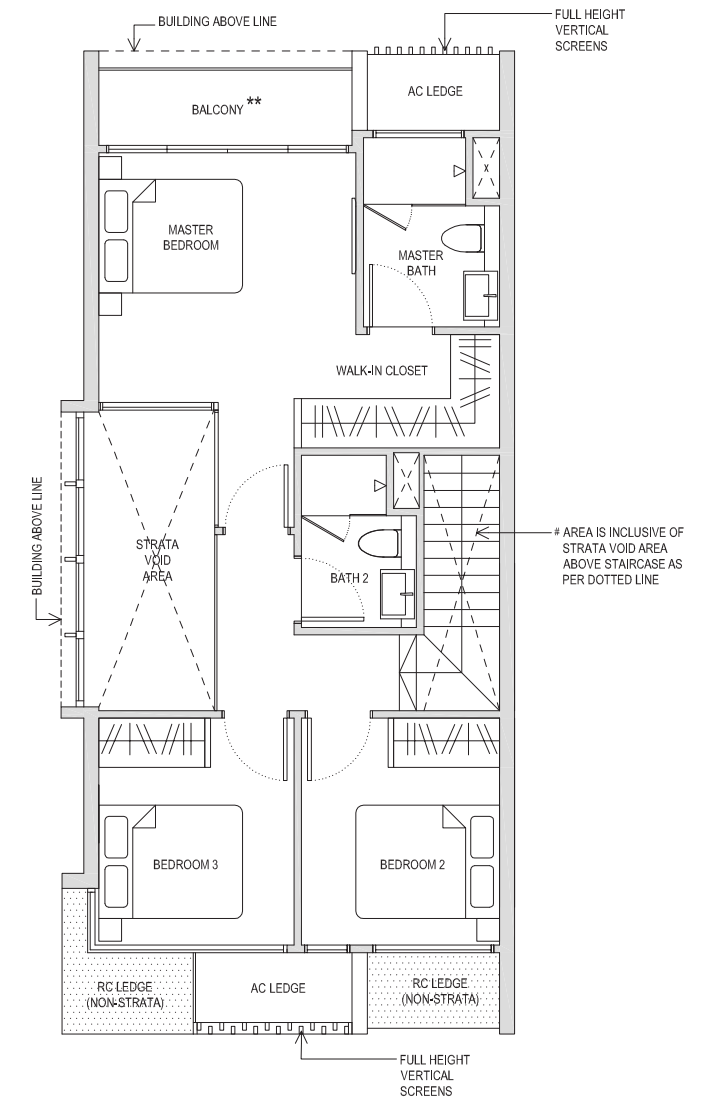 BUILDING ABOVE LINE
FULL HEIGHT
VERTICAL
SCREENS
AC LEDGE
BALCONY **
MASTER
BEDROOM
MASTER
BATH
WALK-IN CLOSET
BUILDING ABOVE LINE
STRATA
VOID
AREA
# AREA IS INCLUSIVE OF
STRATA VOID AREA
ABOVE STAIRCASE AS
PER DOTTED LINE
BATH 2
BEDROOM 3
BEDROOM 2
RC LEDGE
(NON-STRATA)
AC LEDGE
RC LEDGE
(NON-STRATA)
FULL HEIGHT
VERTICAL
SCREENS